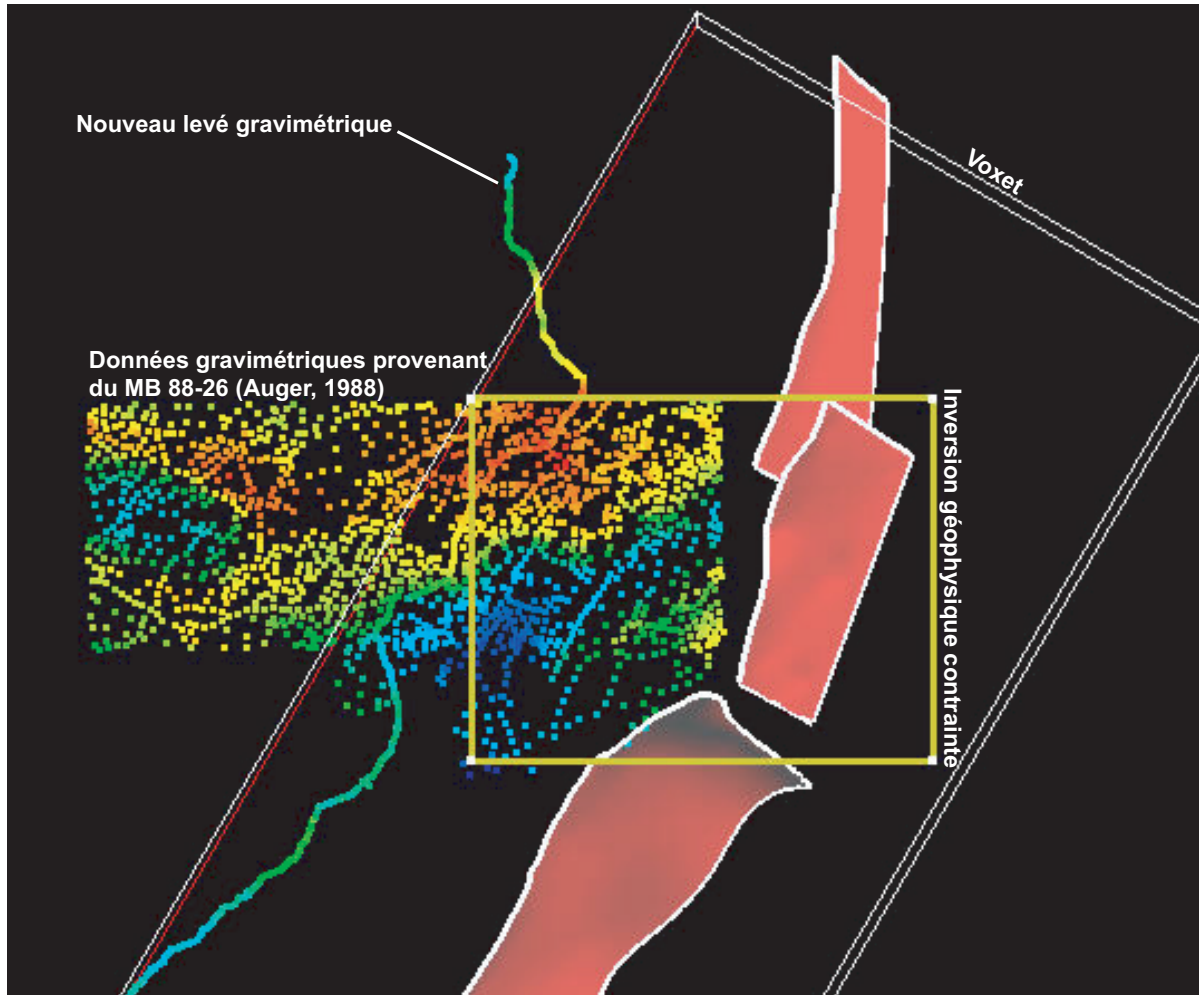 Nouveau levé gravimétrique
Voxet
Données gravimétriques provenant
du MB 88-26 (Auger, 1988)
Inversion géophysique contrainte